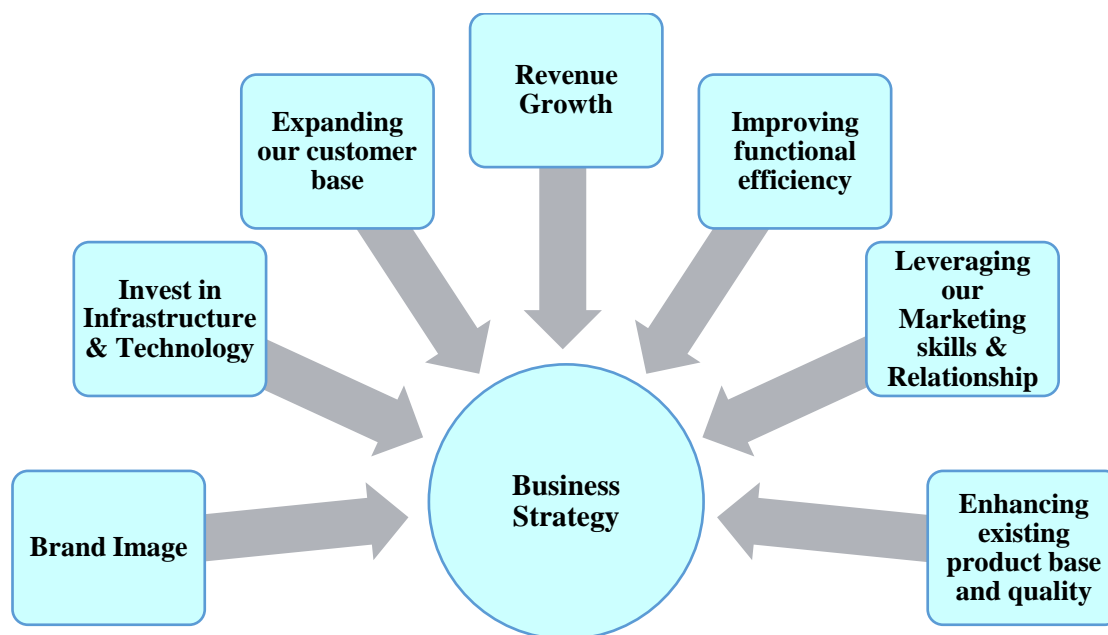 Revenue
Growth
Expanding
our customer
base
Improving
functional
efficiency
Invest in
Infrastructure
& Technology
Leveraging
our
Marketing
skills &
Relationship
Brand Image
Business
Strategy
Enhancing
existing
product base
and quality